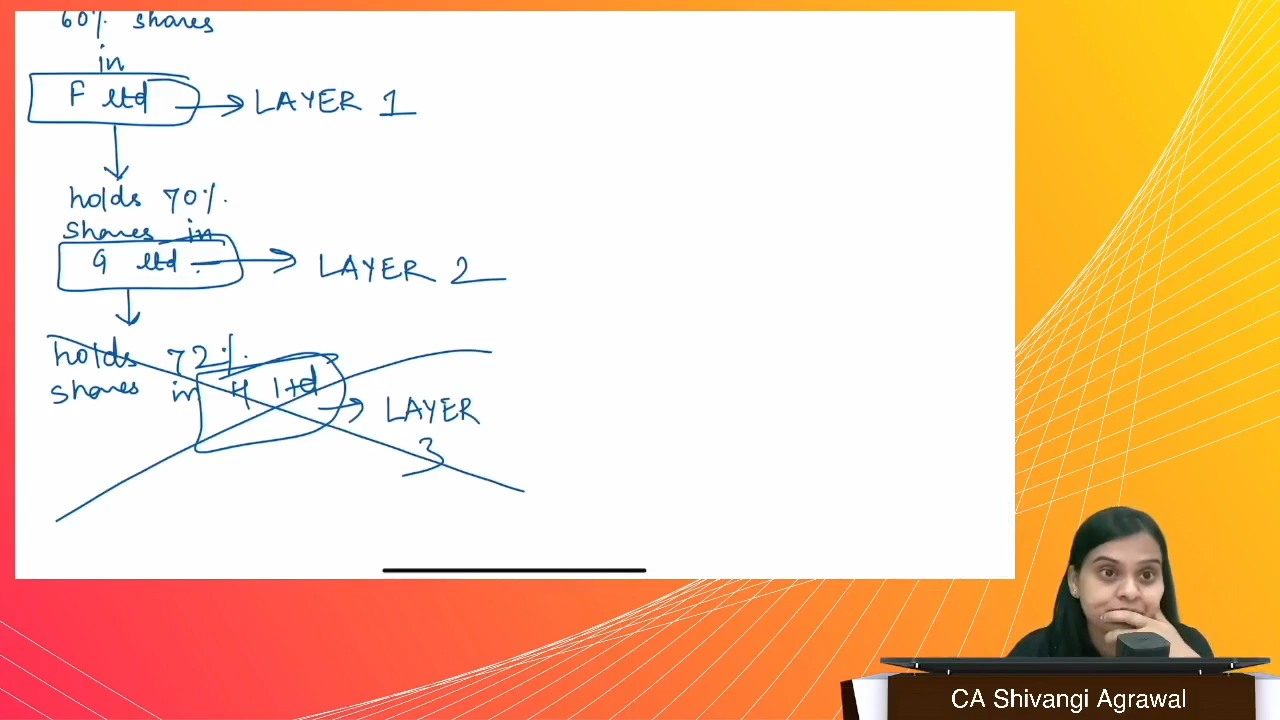 60% shares
in
F ltd → LAYER 1
holds 70%.
shares in
G ltd. → LAYER 2
holds 72%.
shares in H ltd → LAYER
3
CA Shivangi Agrawal